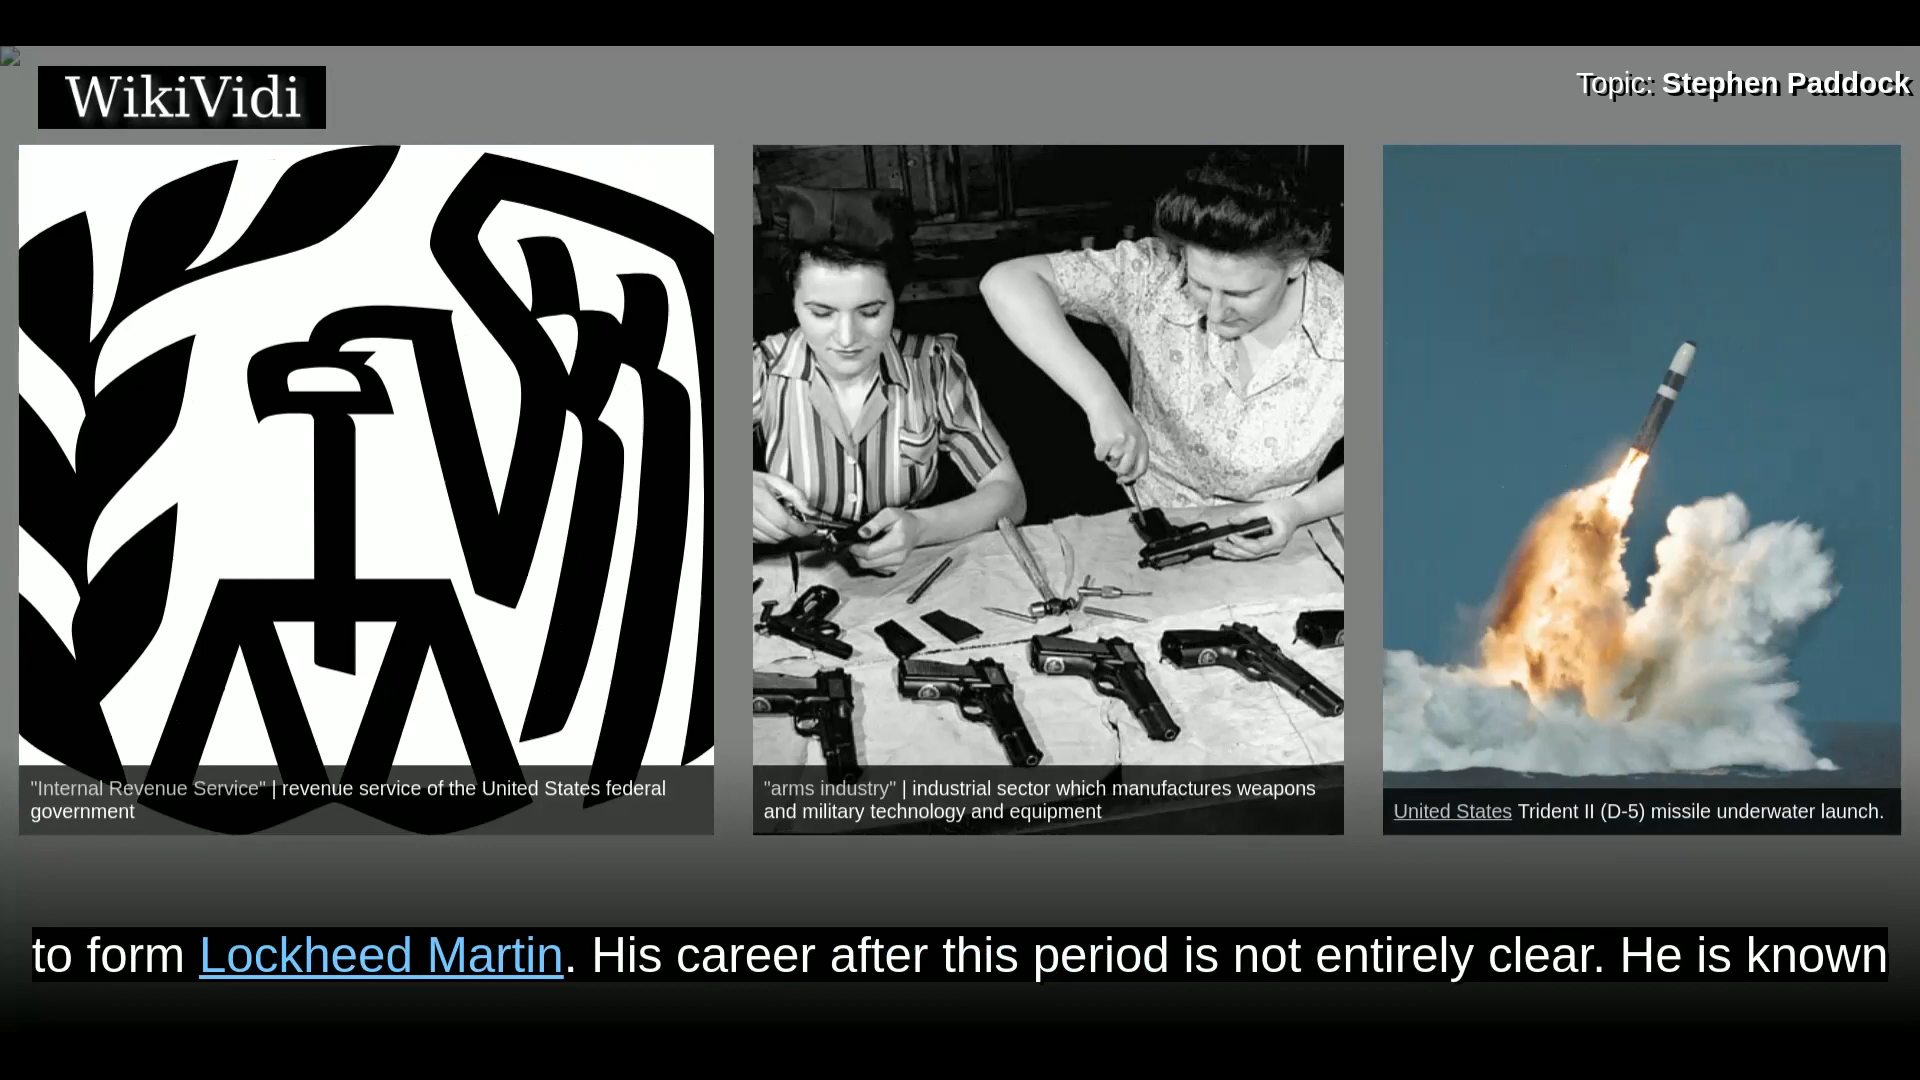 WikiVidi
Topic: Stephen Paddock
"Internal Revenue Service" | revenue service of the United States federal
government
"arms industry" | industrial sector which manufactures weapons
and military technology and equipment
United States Trident II (D-5) missile underwater launch.
to form Lockheed Martin. His career after this period is not entirely clear. He is known